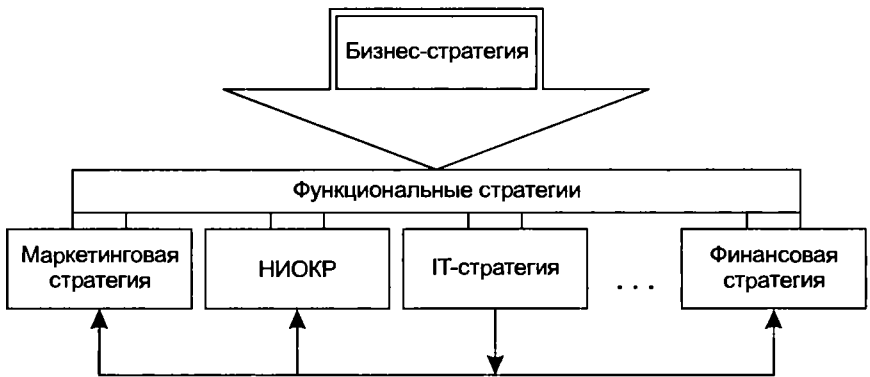 Бизнес-стратегия
Функциональные стратегии
Маркетинговая
стратегия
НИОКР
IT-стратегия
. . .
Финансовая
стратегия